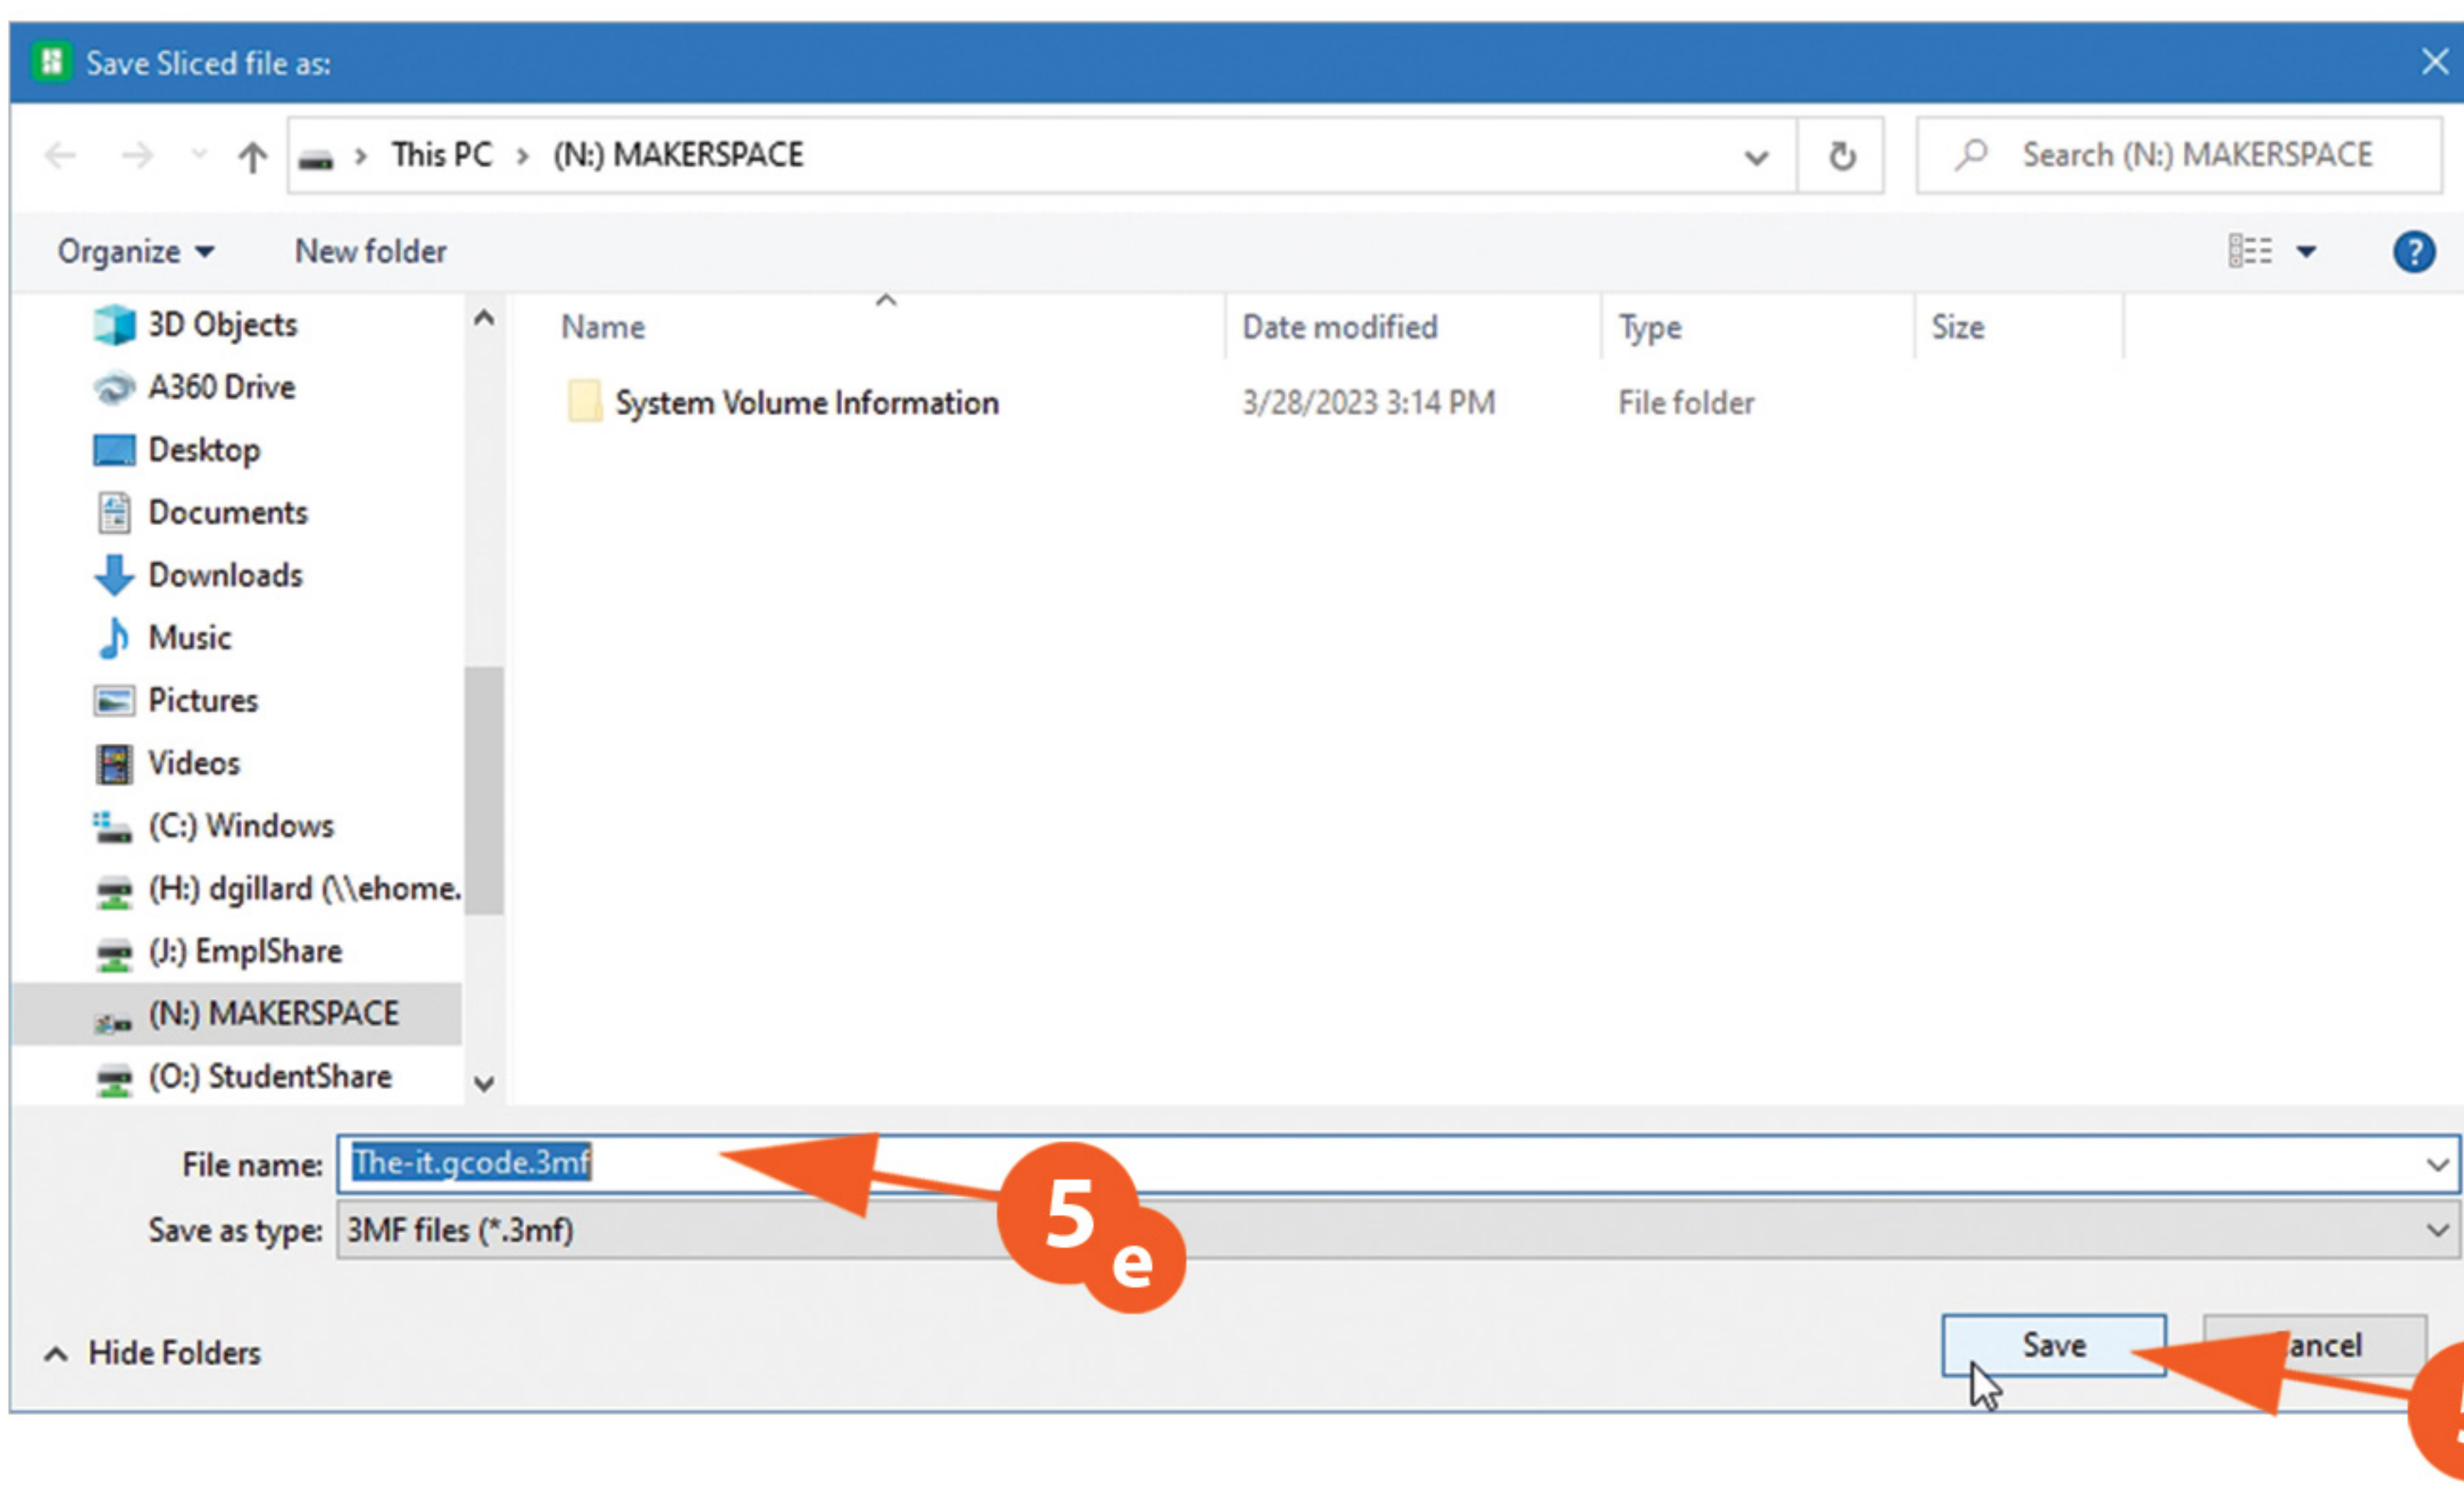 Save Sliced file as:
This PC > (N:) MAKERSPACE
Search (N:) MAKERSPACE
Organize
New folder
?
Name
Date modified
Type
Size
System Volume Information
3/28/2023 3:14 PM
File folder
3D Objects
A360 Drive
Desktop
Documents
Downloads
Music
Pictures
Videos
(C:) Windows
(H:) dgillard (\\ehome.
(J:) EmplShare
(N:) MAKERSPACE
(O:) StudentShare
File name: The-it.gcode.3mf
Save as type: 3MF files (*.3mf)
5
e
Hide Folders
Save
ancel